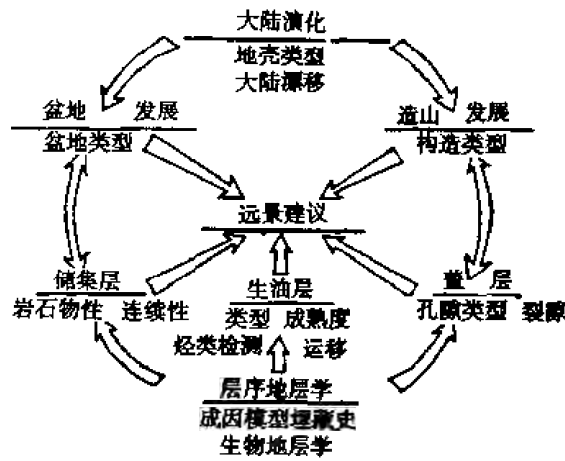 大陆演化
地壳类型
大陆漂移
盆地 发展
盆地类型
造山 发展
构造类型
远景建议
储集层
岩石物性 连续性
生油层
类型 成熟度
烃类检测 运移
盖 层
孔隙类型 裂隙
层序地层学
成因模型埋藏史
生物地层学